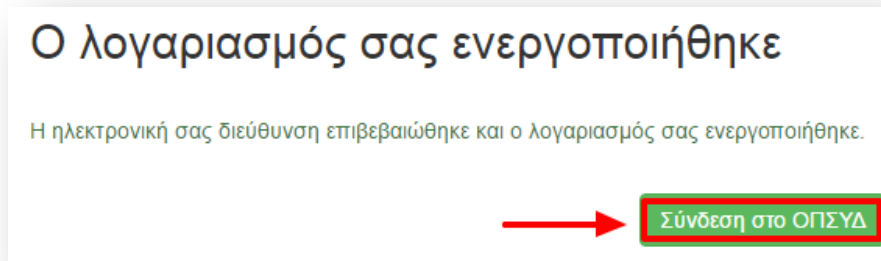 Ο λογαριασμός σας ενεργοποιήθηκε
Η ηλεκτρονική σας διεύθυνση επιβεβαιώθηκε και ο λογαριασμός σας ενεργοποιήθηκε.
Σύνδεση στο ΟΠΣΥΔ